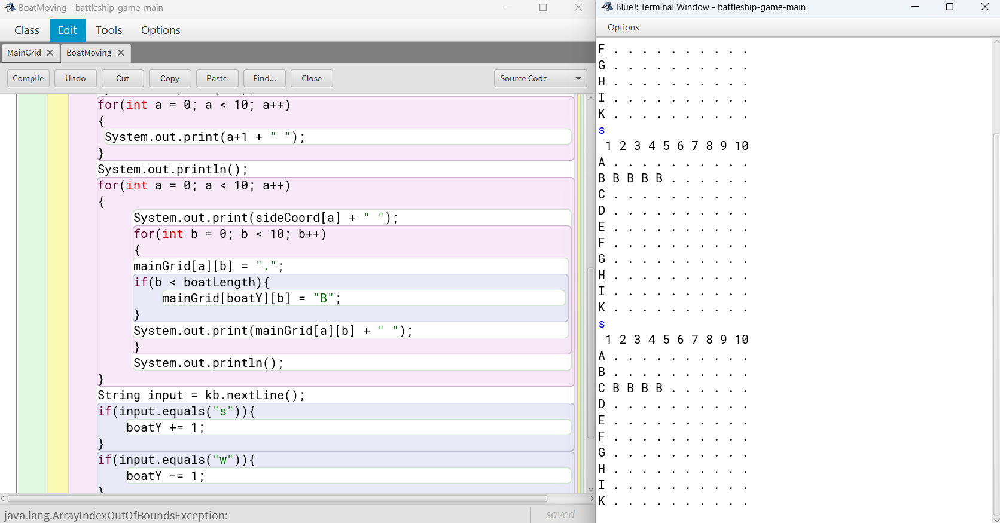 BoatMoving - battleship-game-main
Class Edit Tools Options
MainGrid BoatMoving
Compile Undo Cut Copy Paste Find... Close Source Code
for(int a = 0; a < 10; a++)
{
System.out.print(a+1 + " ");
}
System.out.println();
for(int a = 0; a < 10; a++)
{
System.out.print(sideCoord[a] + " ");
for(int b = 0; b < 10; b++)
{
mainGrid[a][b] = ".";
if(b < boatLength){
mainGrid[boatY][b] = "B";
}
System.out.print(mainGrid[a][b] + " ");
}
System.out.println();
}
String input = kb.nextLine();
if(input.equals("s")){
boatY += 1;
}
if(input.equals("w")){
boatY -= 1;
}
java.lang.ArrayIndexOutOfBoundsException:
saved
BlueJ: Terminal Window - battleship-game-main
Options
F . . . . . . . . . .
G . . . . . . . . . .
H . . . . . . . . . .
I . . . . . . . . . .
K . . . . . . . . . .
s
1 2 3 4 5 6 7 8 9 10
A . . . . . . . . . .
B B B B B . . . . . .
C . . . . . . . . . .
D . . . . . . . . . .
E . . . . . . . . . .
F . . . . . . . . . .
G . . . . . . . . . .
H . . . . . . . . . .
I . . . . . . . . . .
K . . . . . . . . . .
s
1 2 3 4 5 6 7 8 9 10
A . . . . . . . . . .
B . . . . . . . . . .
C B B B B . . . . . .
D . . . . . . . . . .
E . . . . . . . . . .
F . . . . . . . . . .
G . . . . . . . . . .
H . . . . . . . . . .
I . . . . . . . . . .
K . . . . . . . . . .